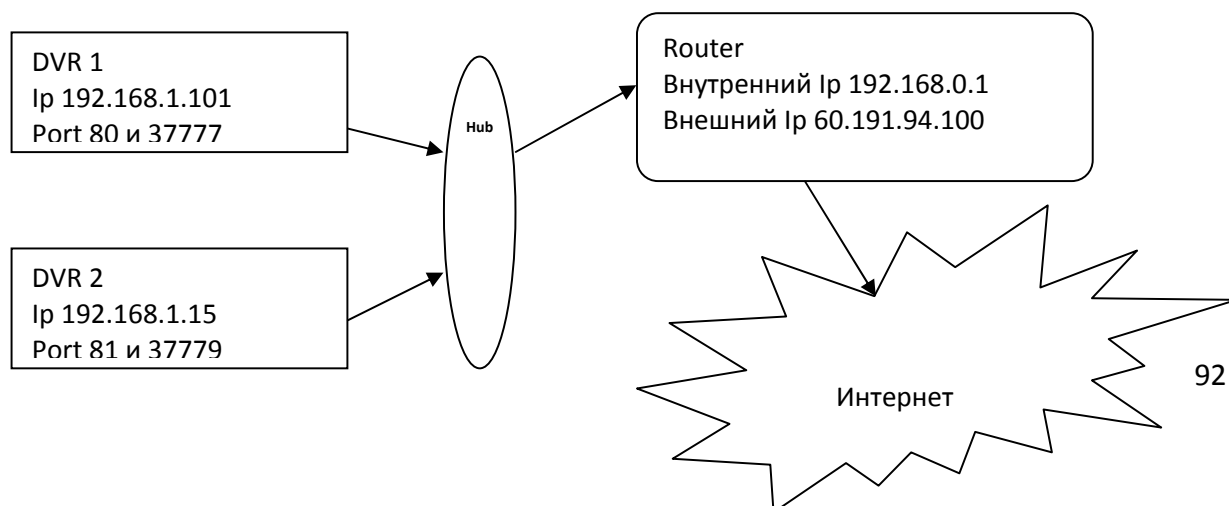 DVR 1
Ip 192.168.1.101
Port 80 и 37777
Hub
Router
Внутренний Ip 192.168.0.1
Внешний Ip 60.191.94.100
DVR 2
Ip 192.168.1.15
Port 81 и 37779
92
Интернет